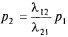 p₂ = λ₁₂/λ₂₁ p₁